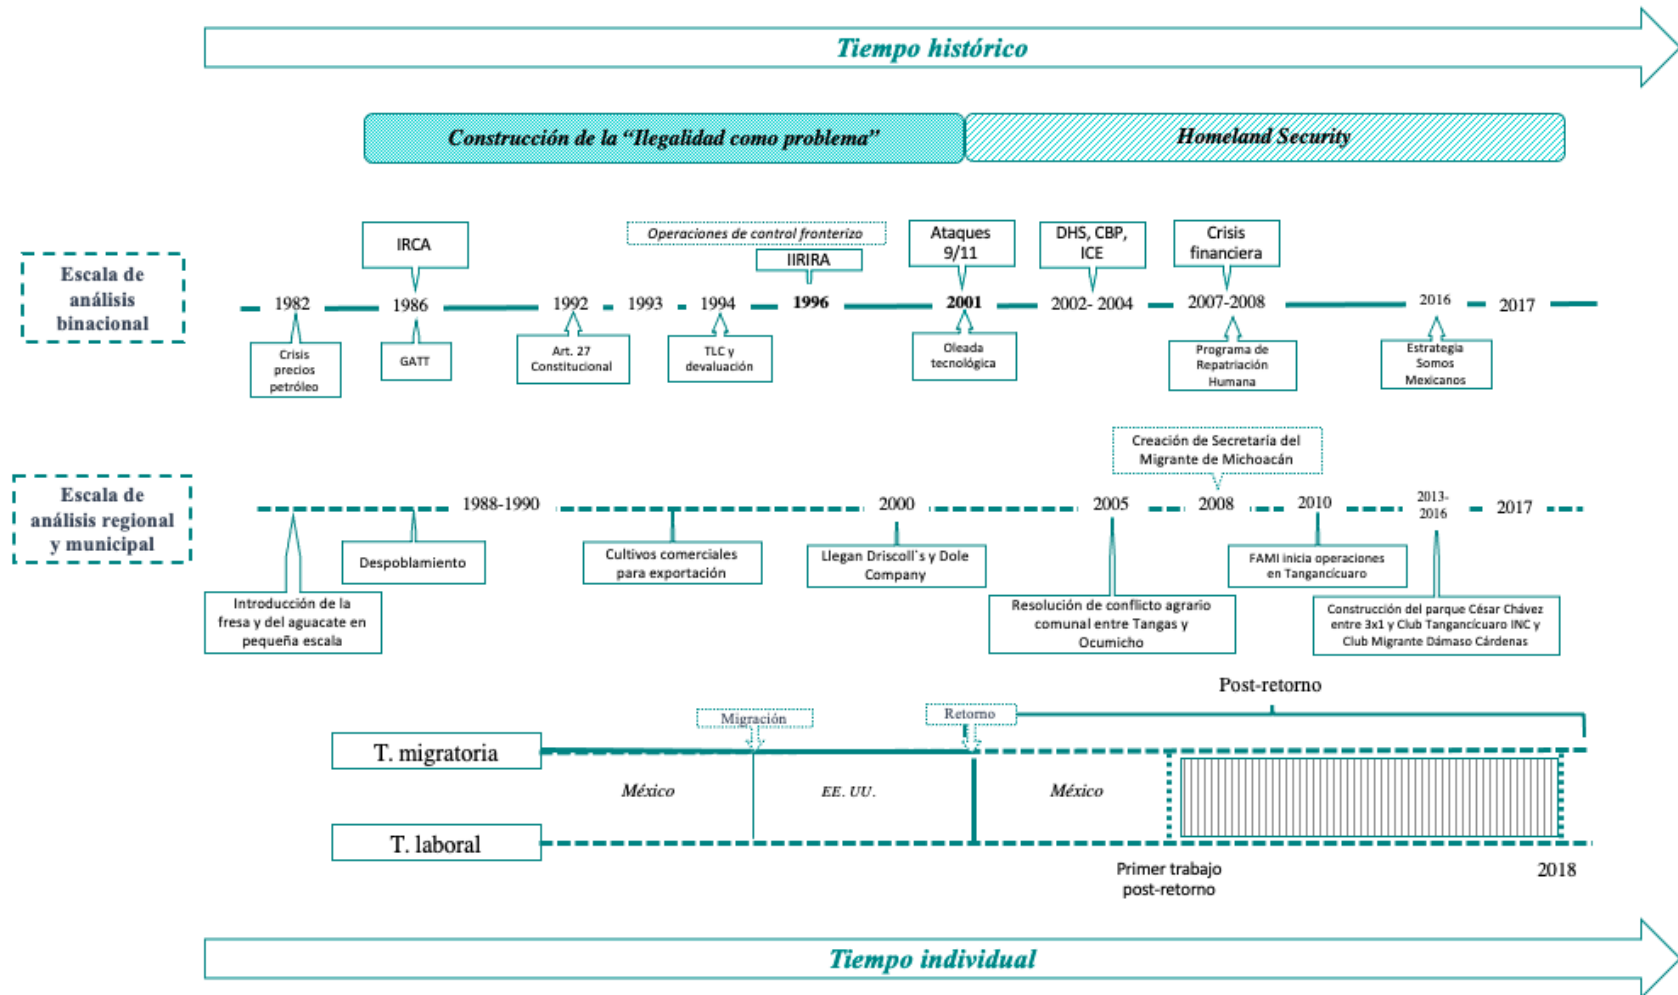 Tiempo histórico
Construcción de la “Ilegalidad como problema”
Homeland Security
Escala de
análisis
binacional
IRCA
Operaciones de control fronterizo
IIRIRA
Ataques
9/11
DHS, CBP,
ICE
Crisis
financiera
1982
1986
1992
1993
1994
1996
2001
2002- 2004
2007-2008
2016
2017
Crisis
precios
petróleo
GATT
Art. 27
Constitucional
TLC y
devaluación
Oleada
tecnológica
Programa de
Repatriación
Humana
Estrategia
Somos
Mexicanos
Escala de
análisis regional
y municipal
Creación de Secretaría del
Migrante de Michoacán
1988-1990
2000
2005
2008
2010
2013-
2016
2017
Introducción de la
fresa y del aguacate en
pequeña escala
Despoblamiento
Cultivos comerciales
para exportación
Llegan Driscoll`s y Dole
Company
Resolución de conflicto agrario
comunal entre Tangas y
Ocumicho
FAMI inicia operaciones
en Tangancícuaro
Construcción del parque César Chávez
entre 3x1 y Club Tangancícuaro INC y
Club Migrante Dámaso Cárdenas
Post-retorno
Migración
Retorno
T. migratoria
México
EE. UU.
México
T. laboral
Primer trabajo
post-retorno
2018
Tiempo individual